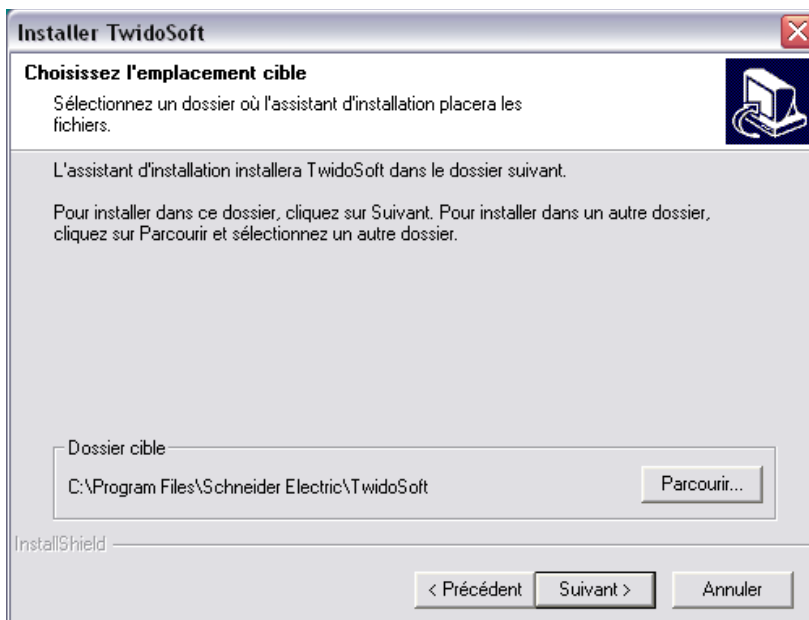 Installer TwidoSoft
Choisissez l'emplacement cible
Sélectionnez un dossier où l'assistant d'installation placera les
fichiers.
L'assistant d'installation installera TwidoSoft dans le dossier suivant.
Pour installer dans ce dossier, cliquez sur Suivant. Pour installer dans un autre dossier,
cliquez sur Parcourir et sélectionnez un autre dossier.
Dossier cible
C:\Program Files\Schneider Electric\TwidoSoft
Parcourir...
InstallShield
< Précédent
Suivant >
Annuler